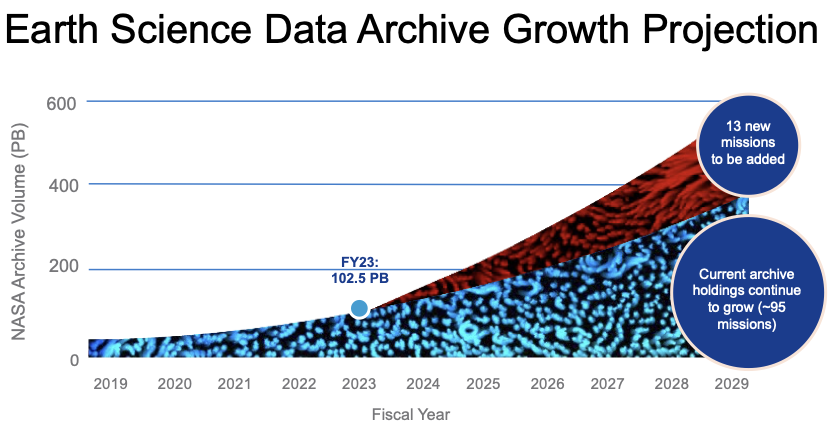 Earth Science Data Archive Growth Projection
NASA Archive Volume (PB)
600
400
200
0
FY23:
102.5 PB
13 new
missions
to be added
Current archive
holdings continue
to grow (~95
missions)
2019 2020 2021 2022 2023 2024 2025 2026 2027 2028 2029
Fiscal Year